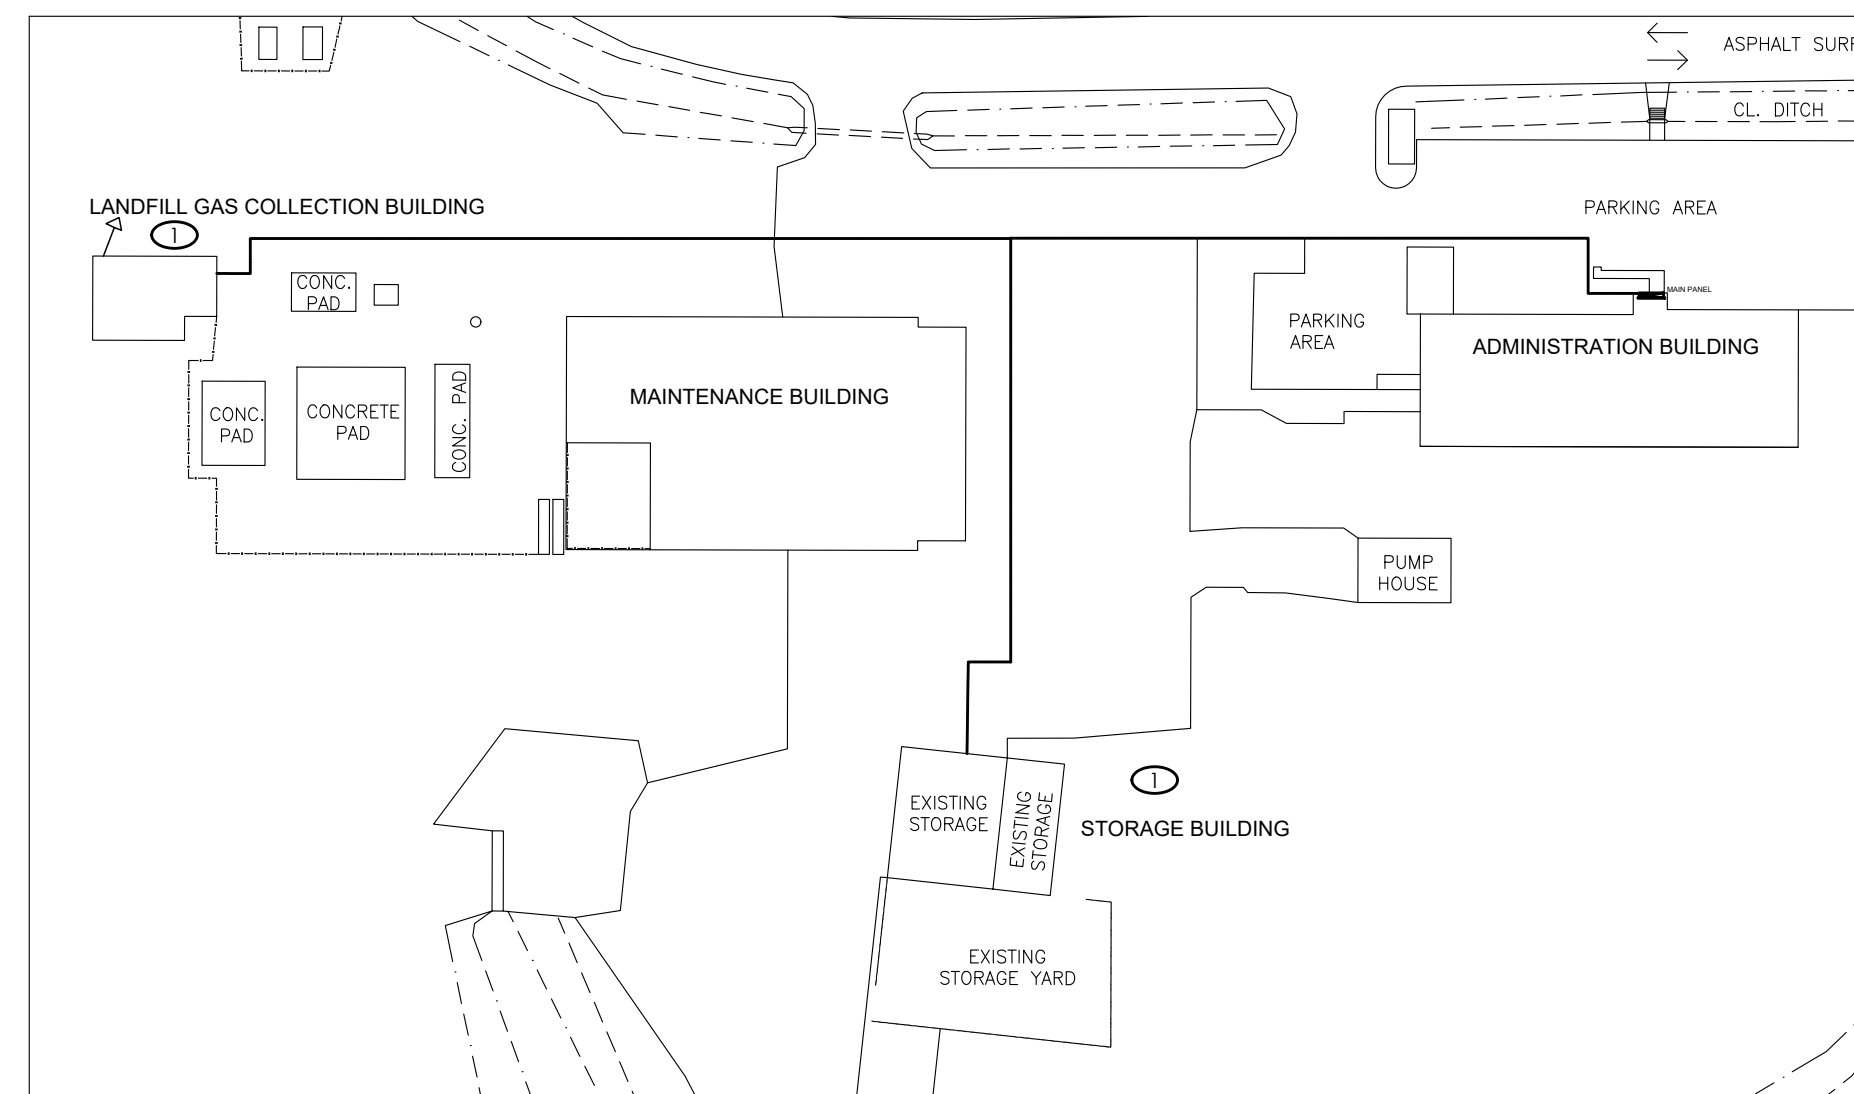 ASPHALT SURF
CL. DITCH
LANDFILL GAS COLLECTION BUILDING
1
PARKING AREA
CONC.
PAD
MAIN PANEL
PARKING
AREA
ADMINISTRATION BUILDING
MAINTENANCE BUILDING
CONC.
PAD
CONCRETE
PAD
CONC. PAD
PUMP
HOUSE
1
EXISTING
STORAGE
EXISTING
STORAGE
STORAGE BUILDING
EXISTING
STORAGE YARD